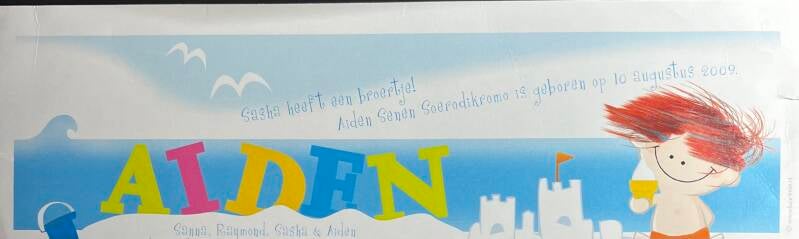 Sasha heeft een broertje!
Aiden Senen Soerodikromo is geboren op 10 augustus 2009.
AIDEN
Sanna, Raymond, Sasha & Aiden